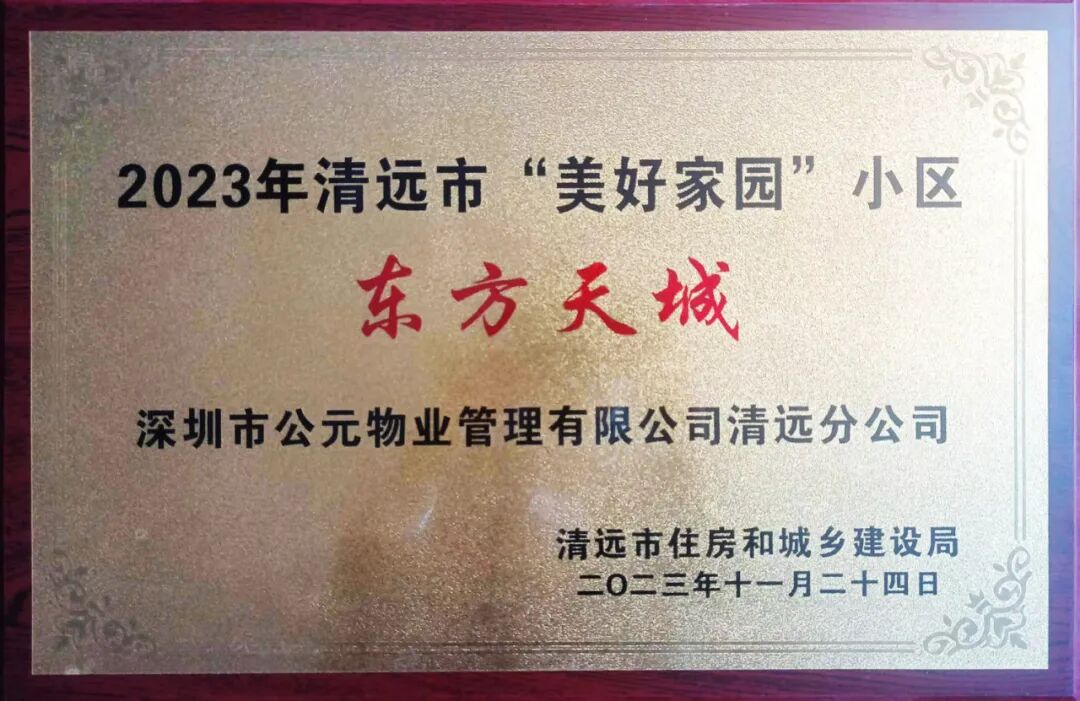 2023年清远市“美好家园”小区
东方天城
深圳市公元物业管理有限公司清远分公司
清远市住房和城乡建设局
二〇二三年十一月二十四日